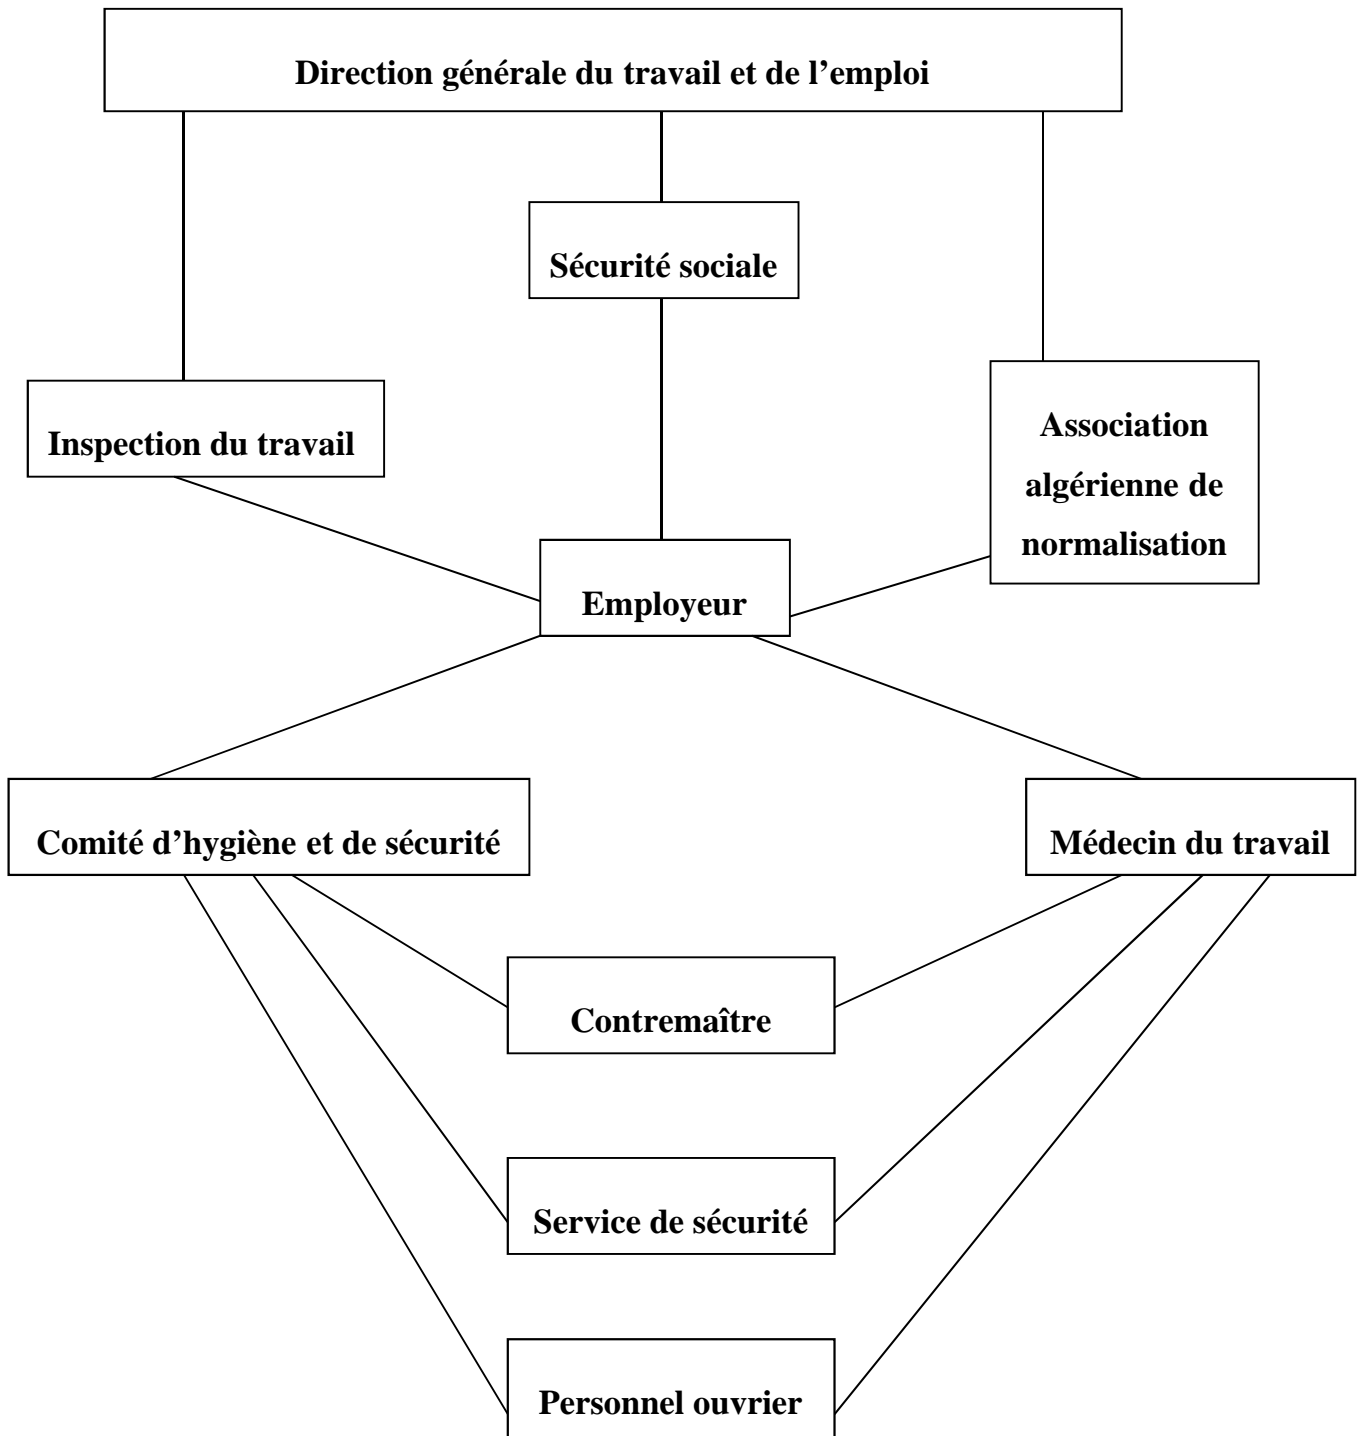 Direction générale du travail et de l’emploi
Sécurité sociale
Inspection du travail
Association
algérienne de
normalisation
Employeur
Comité d’hygiène et de sécurité
Médecin du travail
Contremaître
Service de sécurité
Personnel ouvrier